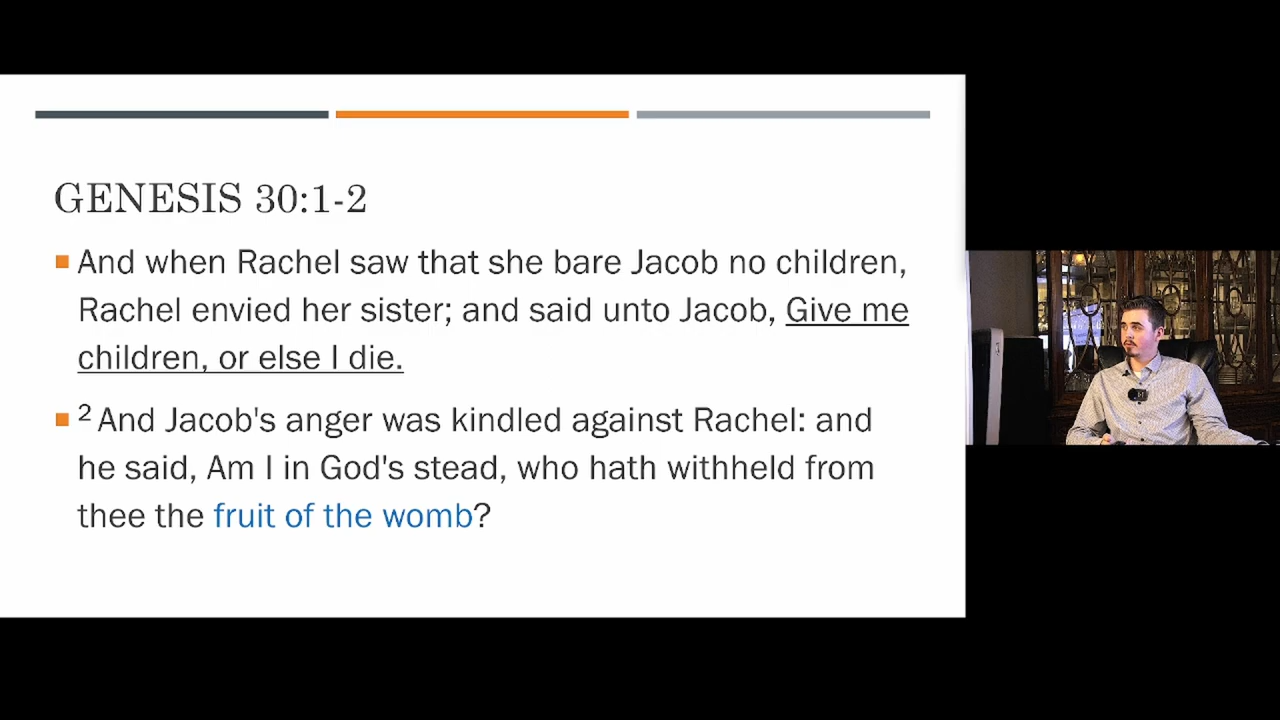 GENESIS 30:1-2
And when Rachel saw that she bare Jacob no children,
Rachel envied her sister; and said unto Jacob, Give me
children, or else I die.
2 And Jacob's anger was kindled against Rachel: and
he said, Am I in God's stead, who hath withheld from
thee the fruit of the womb?